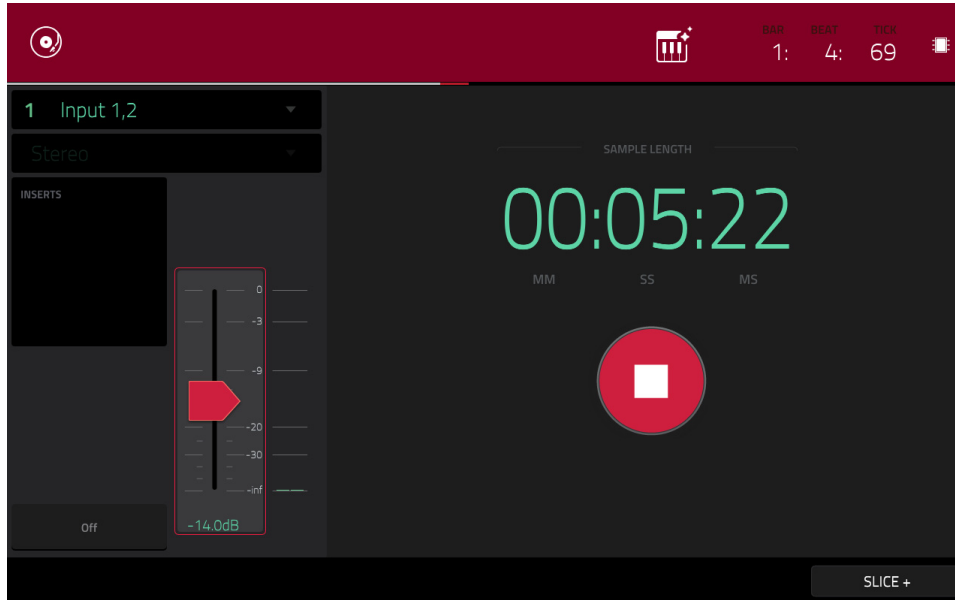 BAR BEAT TICK
1: 4: 69
1 Input 1,2
Stereo
INSERTS
0
-3
-9
-20
-30
-inf
Off
-14.0dB
SAMPLE LENGTH
00:05:22
MM SS MS
SLICE +